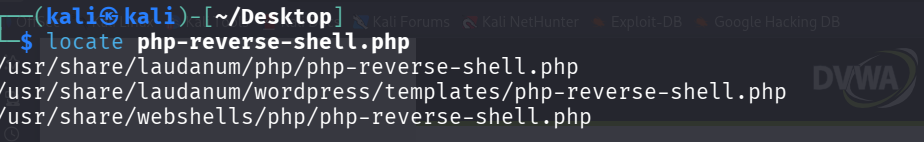 Kali Forums Kali NetHunter Exploit-DB Google Hacking DB
(kali㉿kali)-[~/Desktop]
$ locate php-reverse-shell.php
/usr/share/laudanum/php/php-reverse-shell.php
/usr/share/laudanum/wordpress/templates/php-reverse-shell.php
/usr/share/webshells/php/php-reverse-shell.php
DVWA